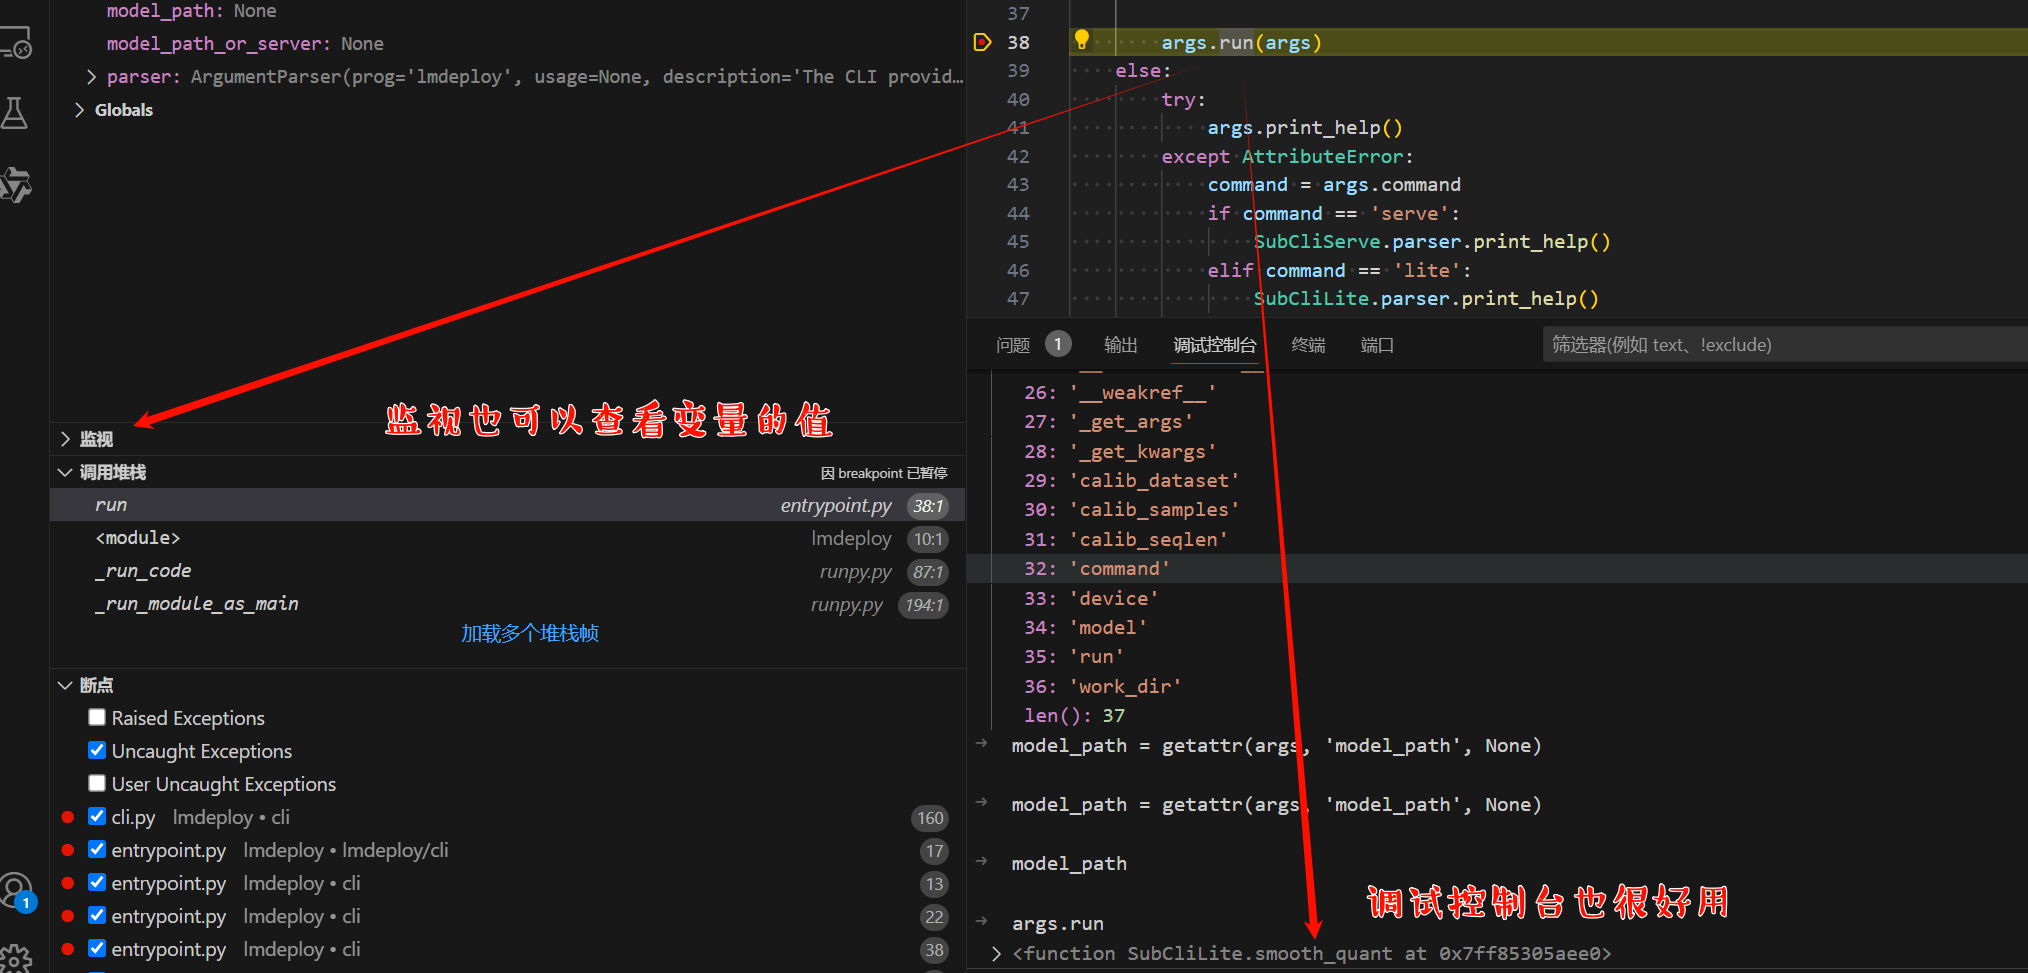 model_path: None
model_path_or_server: None
parser: ArgumentParser(prog='lmdeploy', usage=None, description='The CLI provid…
Globals
监视也可以查看变量的值
监视
调用堆栈 因 breakpoint 已暂停
run entrypoint.py 38:1
<module> lmdeploy 10:1
_run_code runpy.py 87:1
_run_module_as_main runpy.py 194:1
加载多个堆栈帧
断点
Raised Exceptions
Uncaught Exceptions
User Uncaught Exceptions
cli.py lmdeploy • cli 160
entrypoint.py lmdeploy • lmdeploy/cli 17
entrypoint.py lmdeploy • cli 13
entrypoint.py lmdeploy • cli 22
entrypoint.py lmdeploy • cli 38
1
37
38 args.run(args)
39 else:
40 try:
41 args.print_help()
42 except AttributeError:
43 command = args.command
44 if command == 'serve':
45 SubCliServe.parser.print_help()
46 elif command == 'lite':
47 SubCliLite.parser.print_help()
问题 1 输出 调试控制台 终端 端口 筛选器(例如 text、!exclude)
26: '__weakref__'
27: '_get_args'
28: '_get_kwargs'
29: 'calib_dataset'
30: 'calib_samples'
31: 'calib_seqlen'
32: 'command'
33: 'device'
34: 'model'
35: 'run'
36: 'work_dir'
len(): 37
model_path = getattr(args, 'model_path', None)
model_path = getattr(args, 'model_path', None)
model_path
调试控制台也很好用
args.run
<function SubCliLite.smooth_quant at 0x7ff85305aee0>